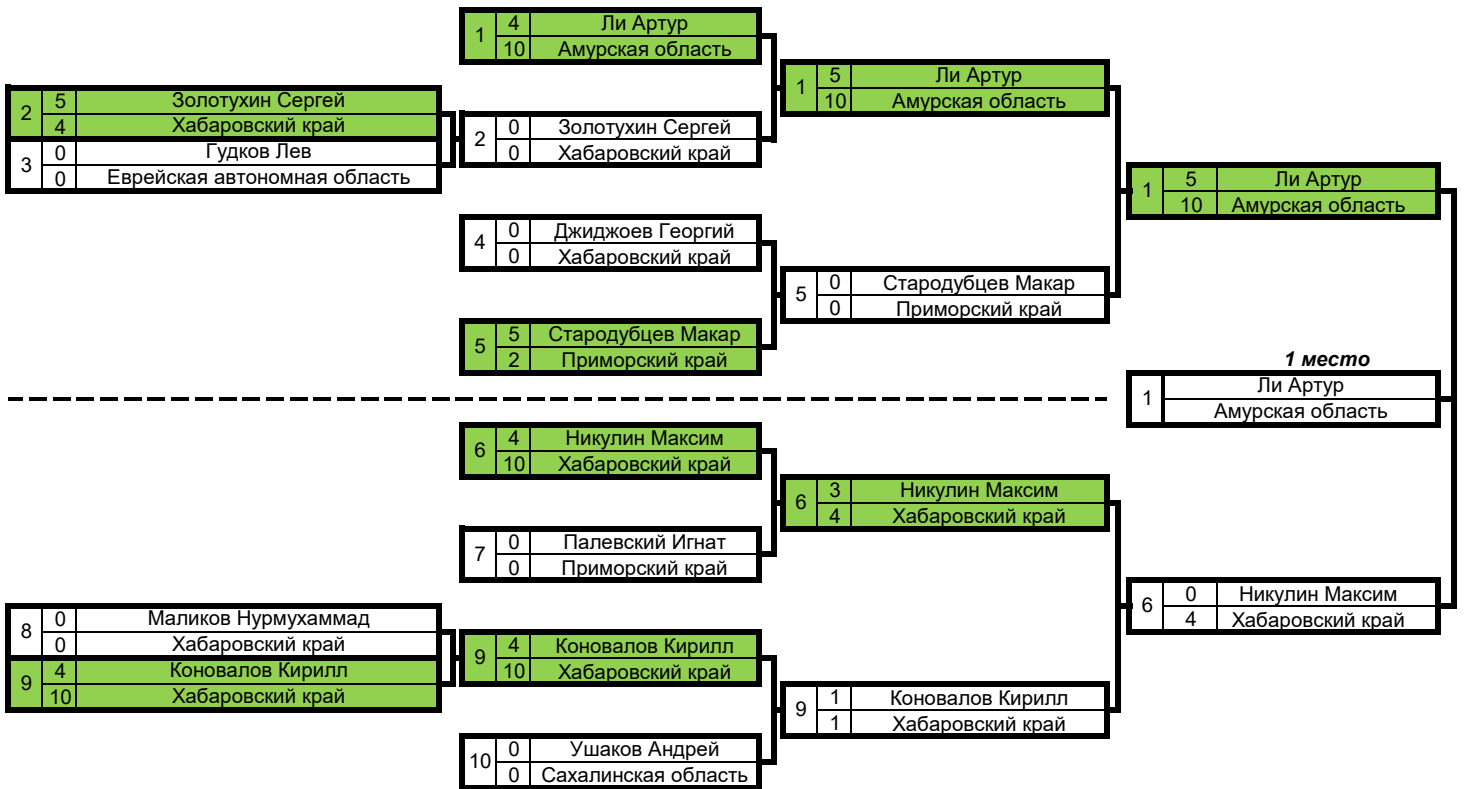 1 4 Ли Артур
10 Амурская область
1 5 Ли Артур
10 Амурская область
2 5 Золотухин Сергей
4 Хабаровский край
2 0 Золотухин Сергей
0 Хабаровский край
3 0 Гудков Лев
0 Еврейская автономная область
1 5 Ли Артур
10 Амурская область
4 0 Джиджоев Георгий
0 Хабаровский край
5 0 Стародубцев Макар
0 Приморский край
5 5 Стародубцев Макар
2 Приморский край
1 место
1 Ли Артур
Амурская область
6 4 Никулин Максим
10 Хабаровский край
6 3 Никулин Максим
4 Хабаровский край
7 0 Палевский Игнат
0 Приморский край
6 0 Никулин Максим
4 Хабаровский край
8 0 Маликов Нурмухаммад
0 Хабаровский край
9 4 Коновалов Кирилл
10 Хабаровский край
9 4 Коновалов Кирилл
10 Хабаровский край
9 1 Коновалов Кирилл
1 Хабаровский край
10 0 Ушаков Андрей
0 Сахалинская область